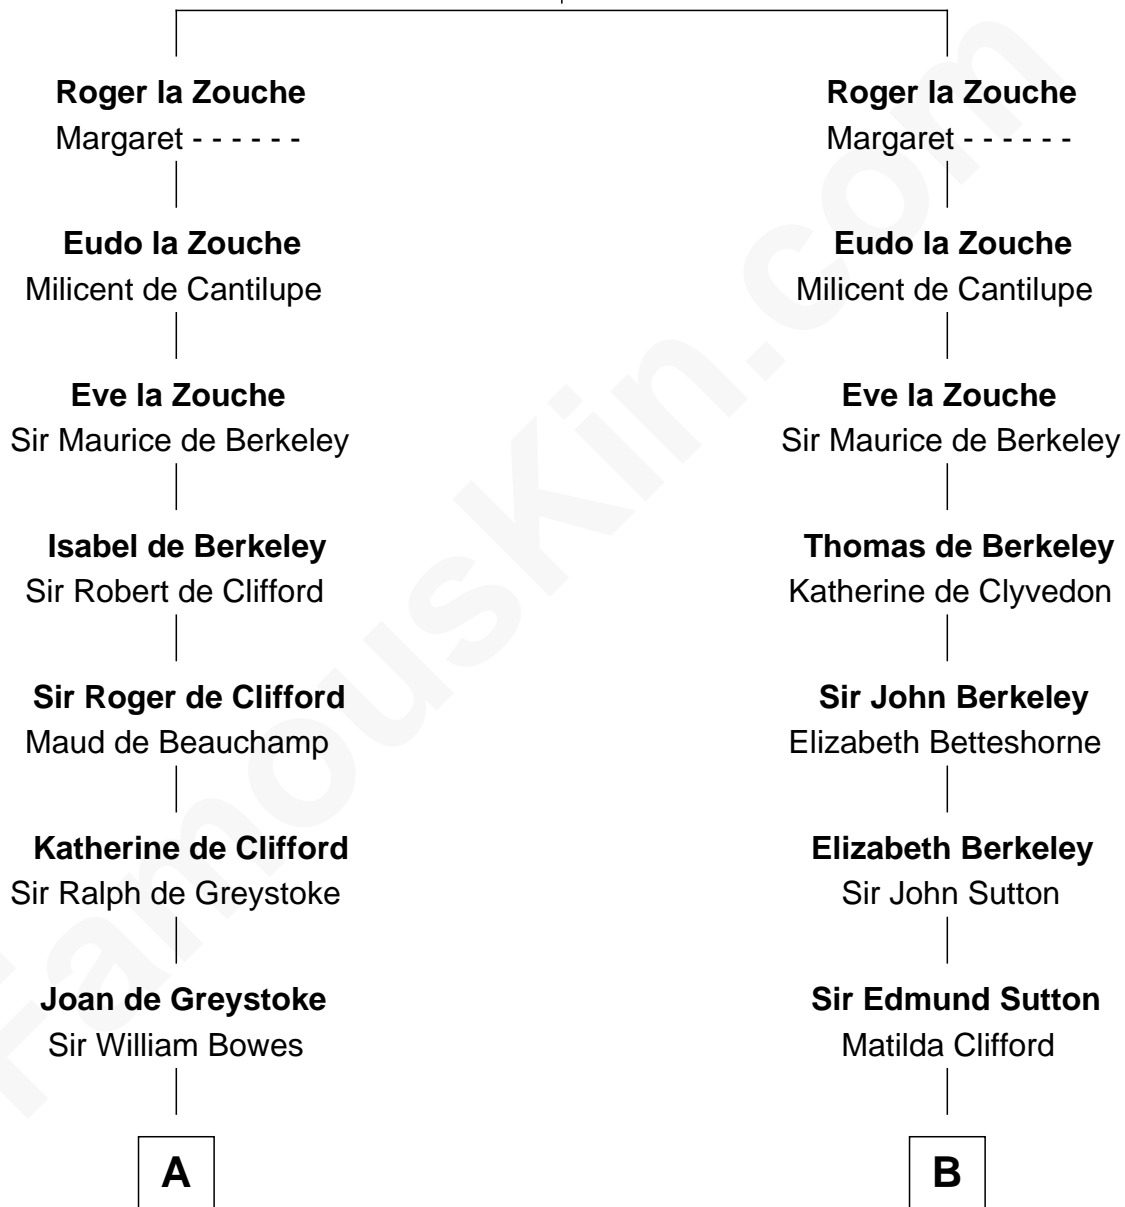 Roger la Zouche
Margaret - - - - - -
Eudo la Zouche
Milicent de Cantilupe
Eve la Zouche
Sir Maurice de Berkeley
Isabel de Berkeley
Sir Robert de Clifford
Sir Roger de Clifford
Maud de Beauchamp
Katherine de Clifford
Sir Ralph de Greystoke
Joan de Greystoke
Sir William Bowes
A
Roger la Zouche
Margaret - - - - - -
Eudo la Zouche
Milicent de Cantilupe
Eve la Zouche
Sir Maurice de Berkeley
Thomas de Berkeley
Katherine de Clyvedon
Sir John Berkeley
Elizabeth Betteshorne
Elizabeth Berkeley
Sir John Sutton
Sir Edmund Sutton
Matilda Clifford
B
FamousKin.com